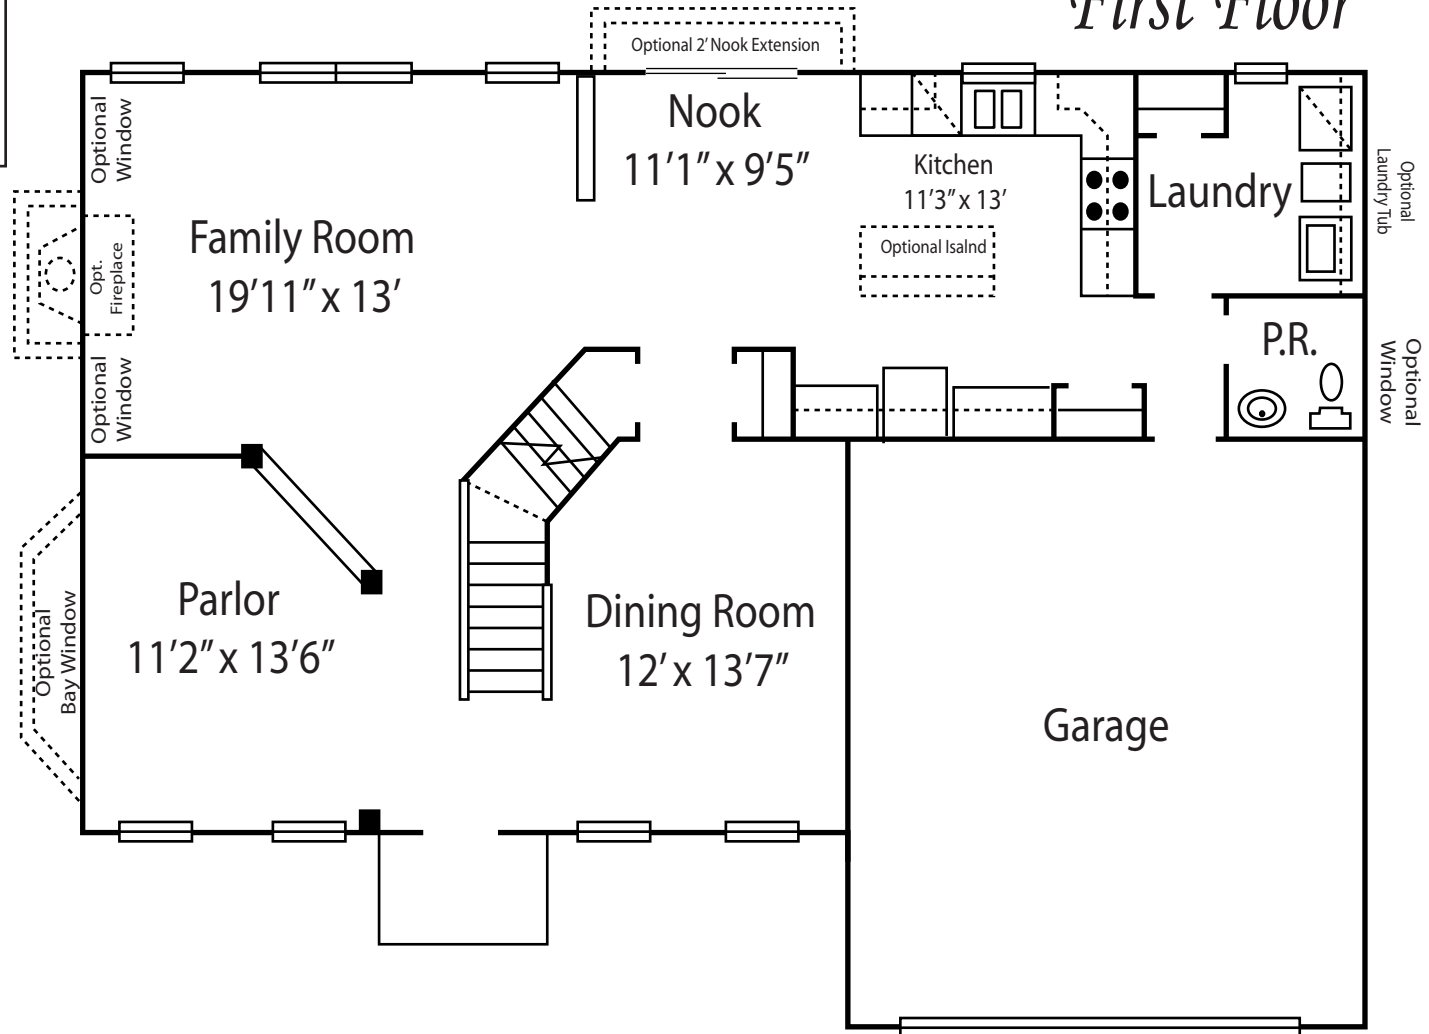 First Floor
Optional 2' Nook Extension
Optional
Window
Nook
11'1" x 9'5"
Kitchen
11'3" x 13'
Optional Isalnd
Laundry
Optional
Laundry Tub
Family Room
19'11" x 13'
Opt.
Fireplace
Optional
Window
P.R.
Optional
Window
Parlor
11'2" x 13'6"
Optional
Bay Window
Dining Room
12' x 13'7"
Garage